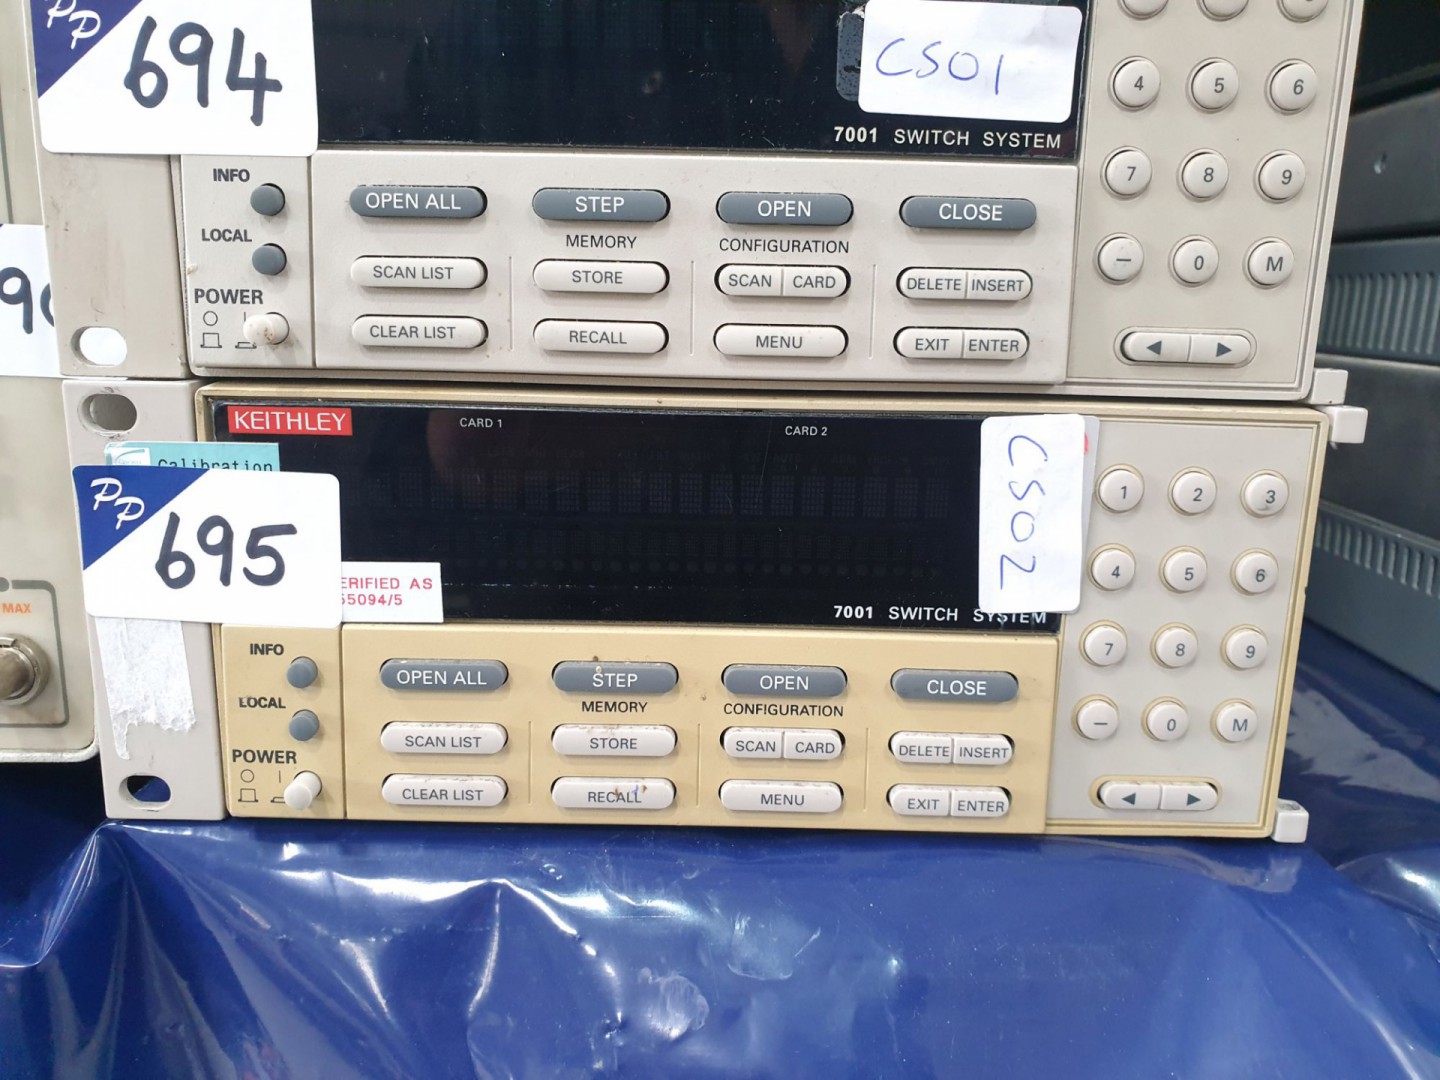 PP
694
CS01
7001 SWITCH SYSTEM
4 5 6
7 8 9
— 0 M
INFO
LOCAL
POWER
OPEN ALL STEP OPEN CLOSE
MEMORY CONFIGURATION
SCAN LIST STORE SCAN CARD DELETE INSERT
CLEAR LIST RECALL MENU EXIT ENTER
KEITHLEY
CARD 1 CARD 2
Calibration
PP
695
CS02
ERIFIED AS
55094/5
7001 SWITCH SYSTEM
1 2 3
4 5 6
7 8 9
— 0 M
INFO
LOCAL
POWER
OPEN ALL STEP OPEN CLOSE
MEMORY CONFIGURATION
SCAN LIST STORE SCAN CARD DELETE INSERT
CLEAR LIST RECALL MENU EXIT ENTER
MAX